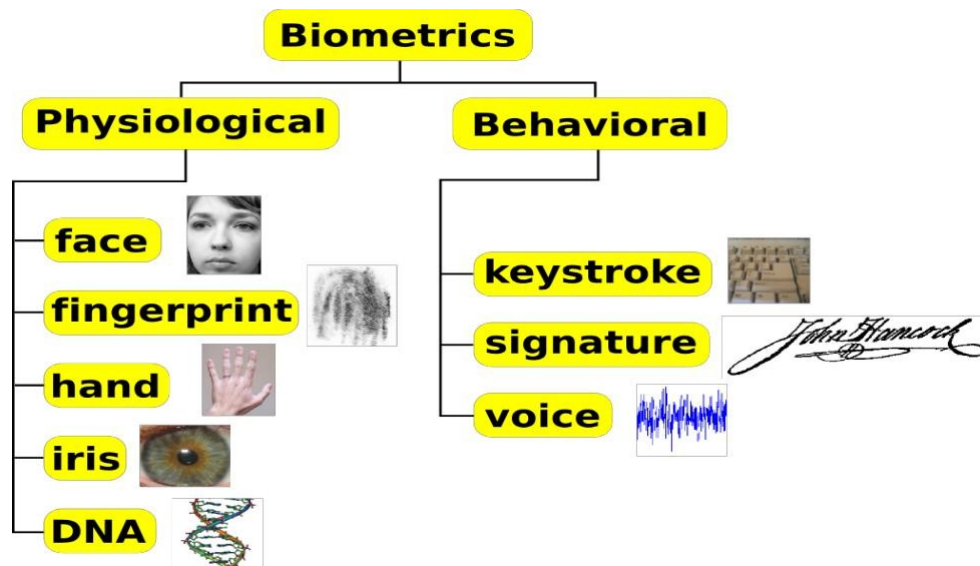 Biometrics
Physiological
Behavioral
face
fingerprint
hand
iris
DNA
keystroke
signature
John Hancock
voice